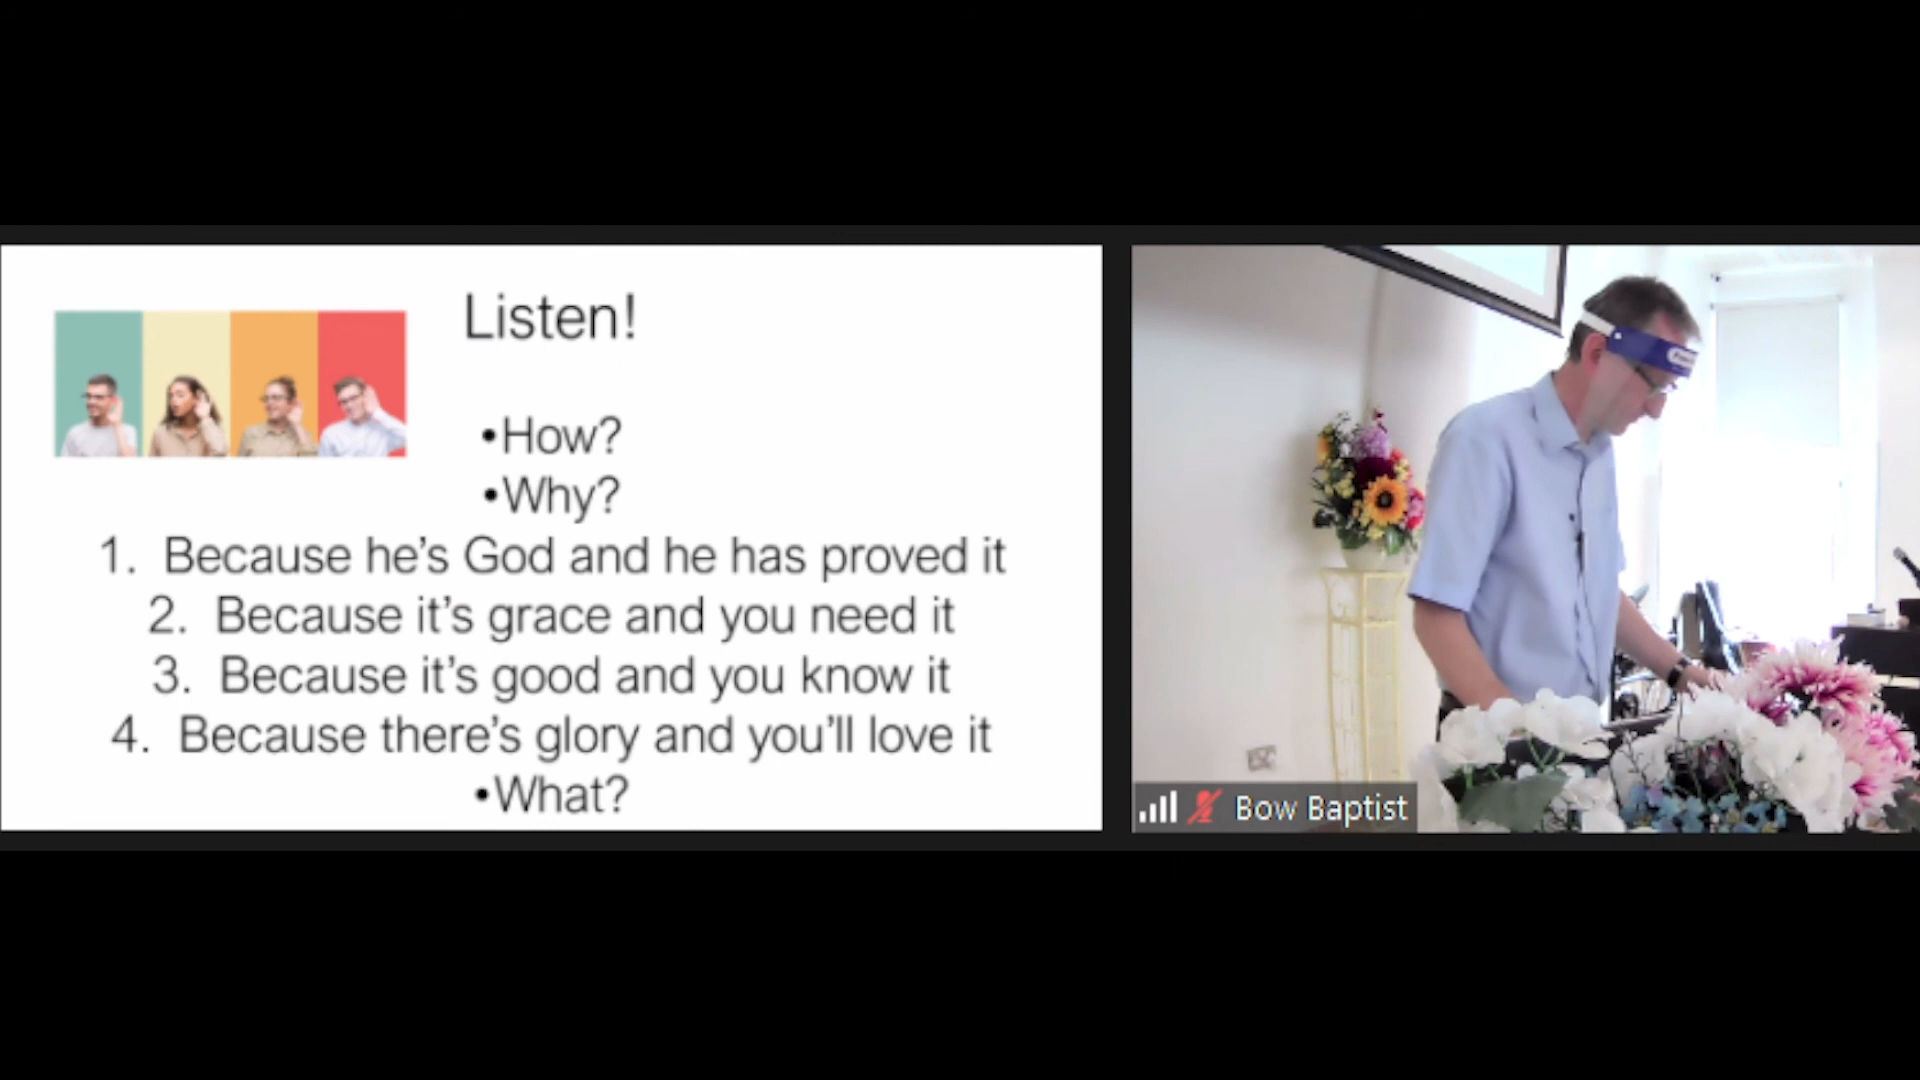 Listen!
•How?
•Why?
1. Because he's God and he has proved it
2. Because it's grace and you need it
3. Because it's good and you know it
4. Because there's glory and you'll love it
•What?
Bow Baptist